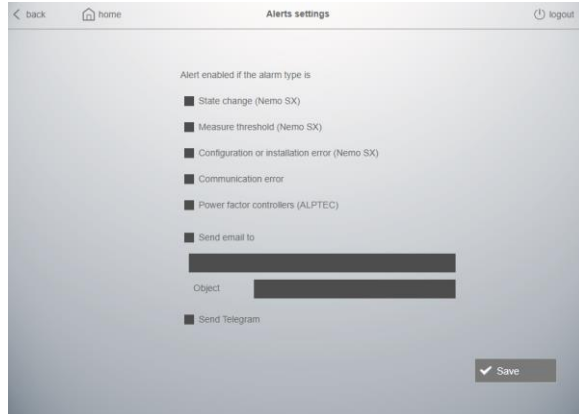 back home Alerts settings logout
Alert enabled if the alarm type is
State change (Nemo SX)
Measure threshold (Nemo SX)
Configuration or installation error (Nemo SX)
Communication error
Power factor controllers (ALPTEC)
Send email to
Object
Send Telegram
Save